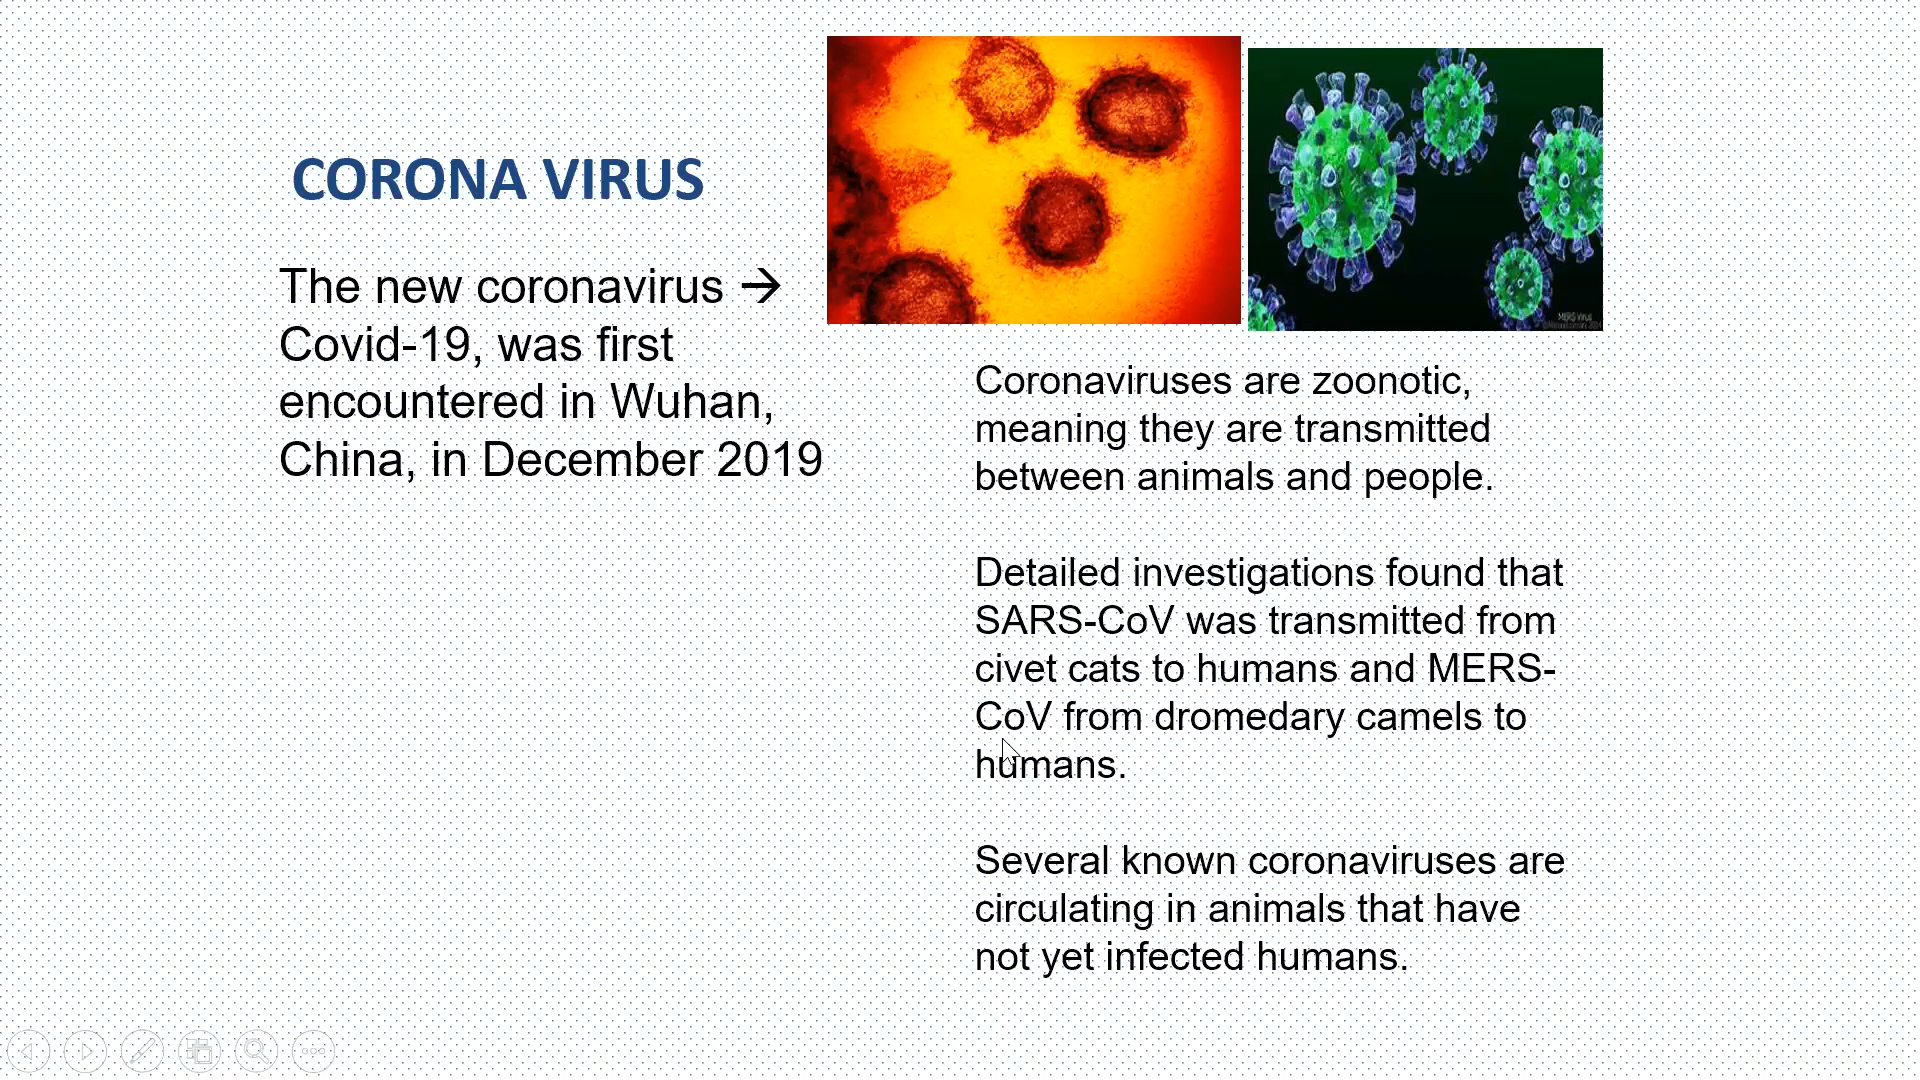 CORONA VIRUS
The new coronavirus →
Covid-19, was first
encountered in Wuhan,
China, in December 2019
MERS Virus
Coronaviruses are zoonotic,
meaning they are transmitted
between animals and people.
Detailed investigations found that
SARS-CoV was transmitted from
civet cats to humans and MERS-
CoV from dromedary camels to
humans.
Several known coronaviruses are
circulating in animals that have
not yet infected humans.